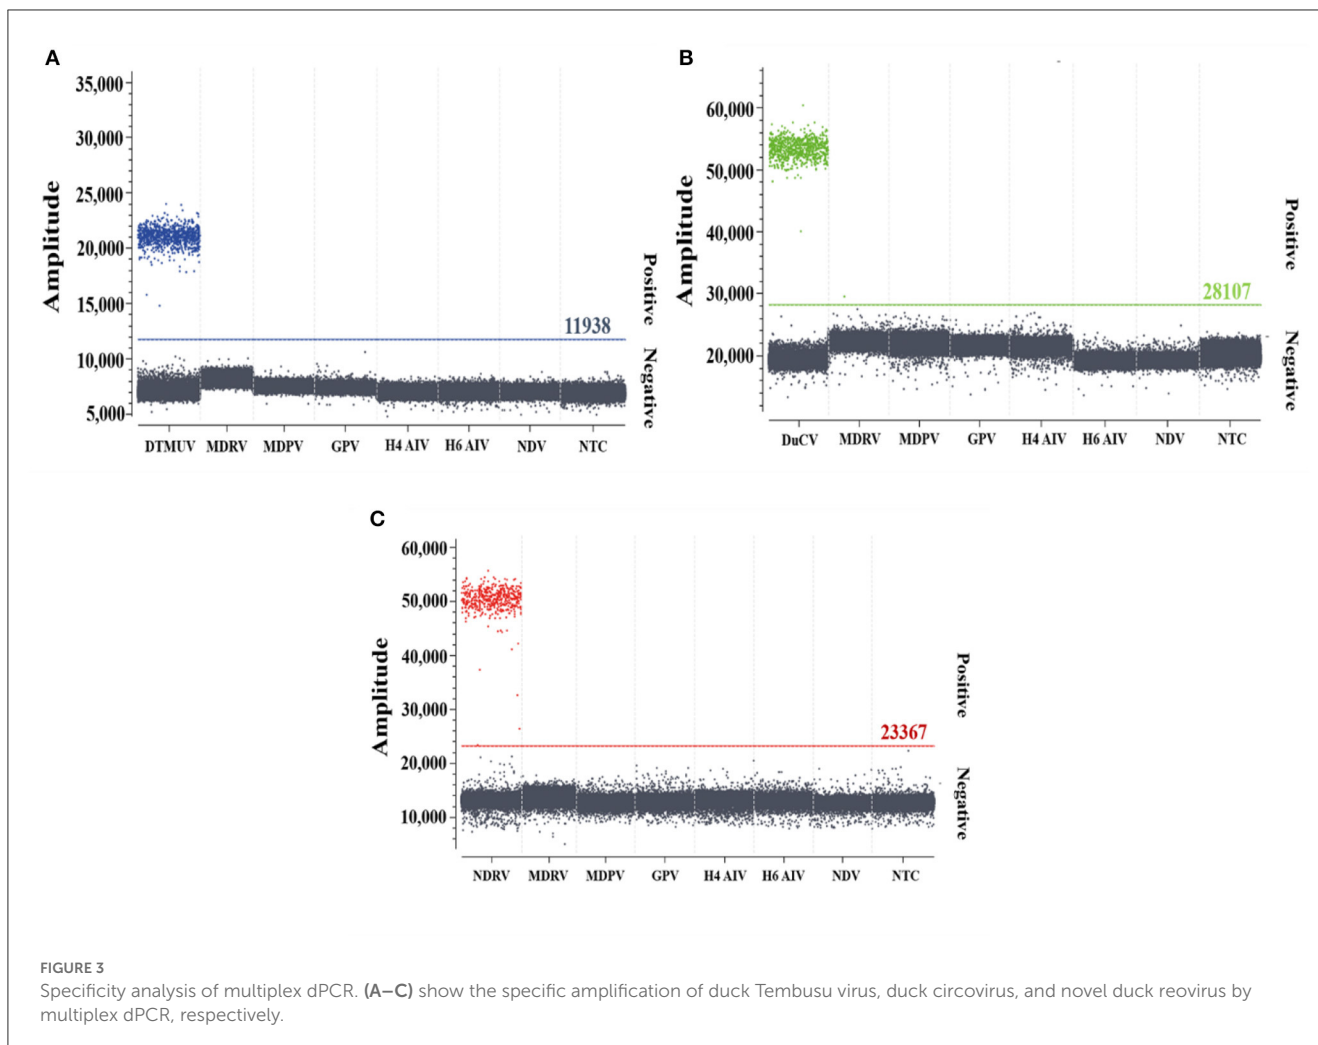 A
35,000
30,000
25,000
20,000
15,000
10,000
5,000
Amplitude
11938
Positive
Negative
DTMUV MDRV MDPV GPV H4 AIV H6 AIV NDV NTC
B
60,000
50,000
40,000
30,000
20,000
Amplitude
28107
Positive
Negative
DuCV MDRV MDPV GPV H4 AIV H6 AIV NDV NTC
C
60,000
50,000
40,000
30,000
20,000
10,000
Amplitude
23367
Positive
Negative
NDRV MDRV MDPV GPV H4 AIV H6 AIV NDV NTC
FIGURE 3
Specificity analysis of multiplex dPCR. (A–C) show the specific amplification of duck Tembusu virus, duck circovirus, and novel duck reovirus by
multiplex dPCR, respectively.